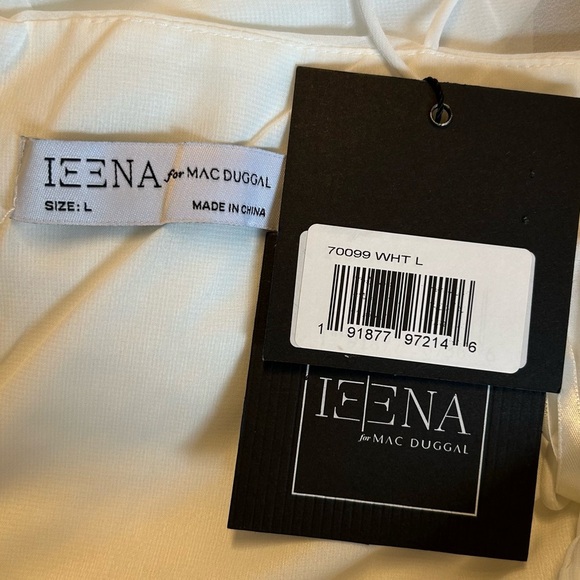 IEENA for MAC DUGGAL
SIZE: L
MADE IN CHINA
70099 WHT L
1 91877 97214 6
IEENA
for MAC DUGGAL